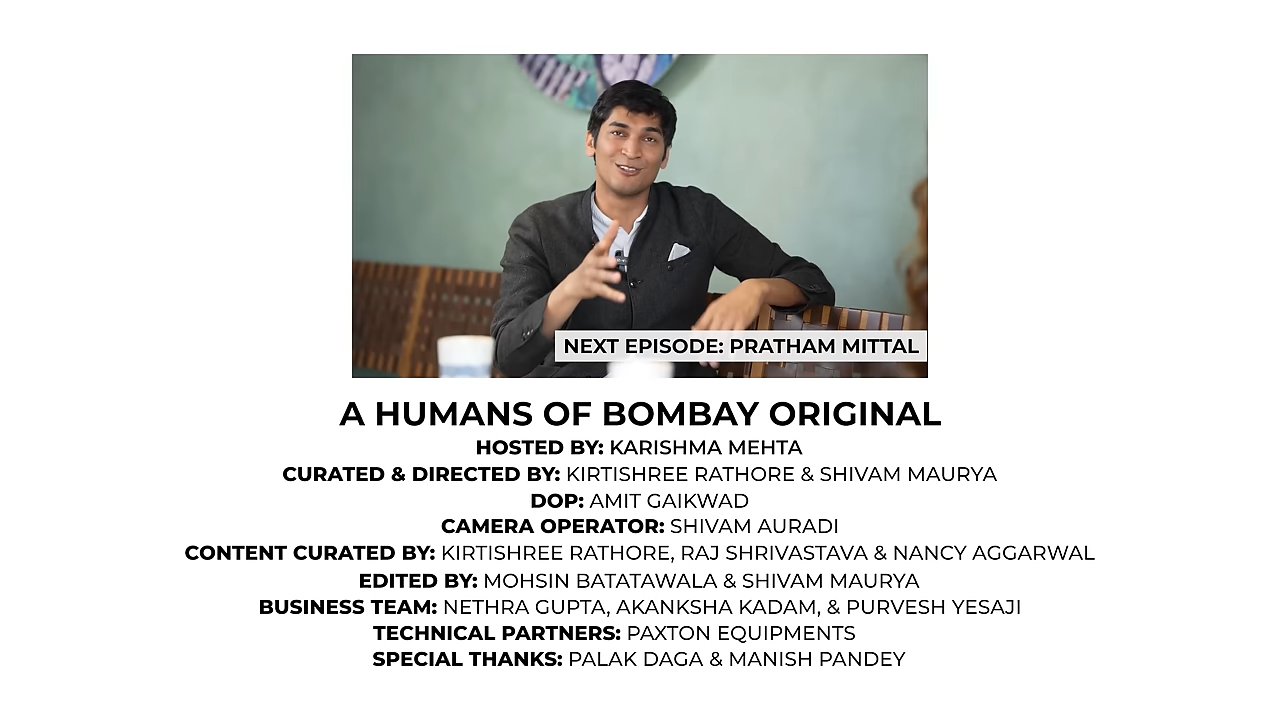 NEXT EPISODE: PRATHAM MITTAL
A HUMANS OF BOMBAY ORIGINAL
HOSTED BY: KARISHMA MEHTA
CURATED & DIRECTED BY: KIRTISHREE RATHORE & SHIVAM MAURYA
DOP: AMIT GAIKWAD
CAMERA OPERATOR: SHIVAM AURADI
CONTENT CURATED BY: KIRTISHREE RATHORE, RAJ SHRIVASTAVA & NANCY AGGARWAL
EDITED BY: MOHSIN BATATAWALA & SHIVAM MAURYA
BUSINESS TEAM: NETHRA GUPTA, AKANKSHA KADAM, & PURVESH YESAJI
TECHNICAL PARTNERS: PAXTON EQUIPMENTS
SPECIAL THANKS: PALAK DAGA & MANISH PANDEY